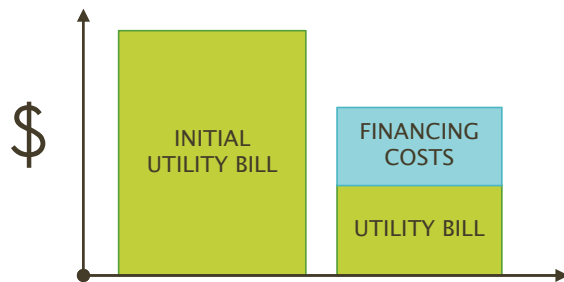 $
INITIAL
UTILITY BILL
FINANCING
COSTS
UTILITY BILL